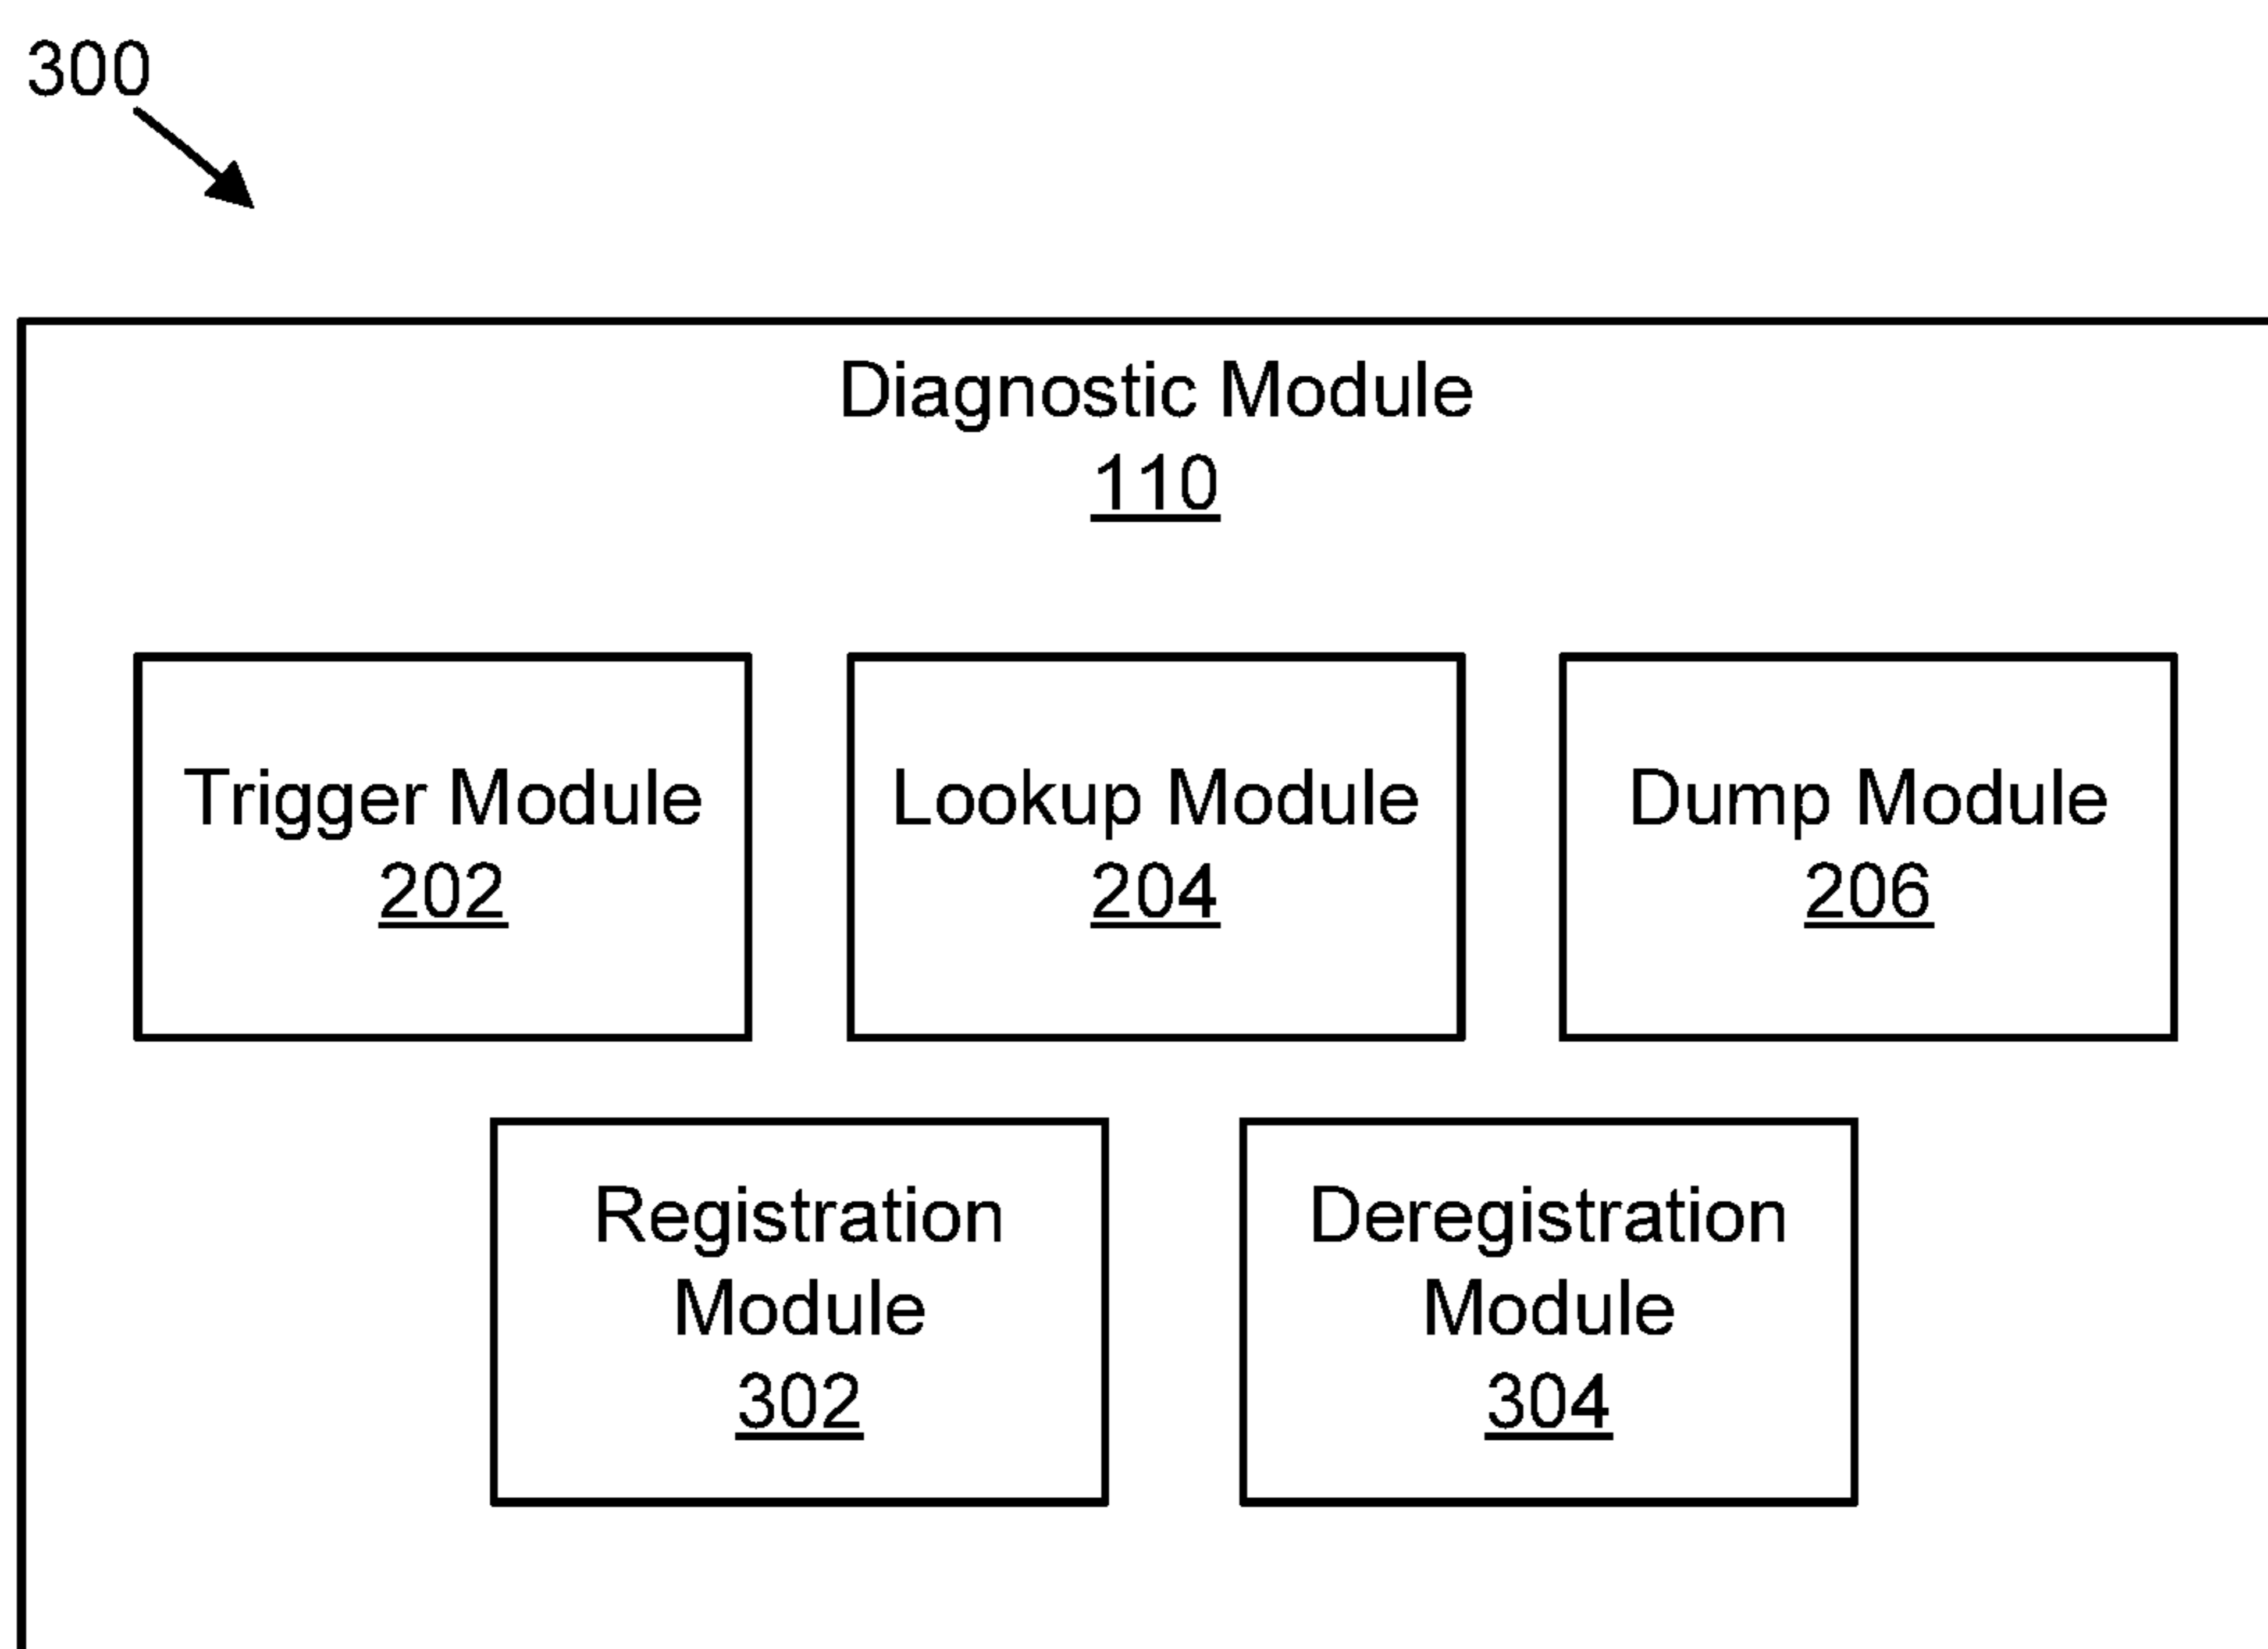 300
Diagnostic Module
110
Trigger Module
202
Lookup Module
204
Dump Module
206
Registration
Module
302
Deregistration
Module
304